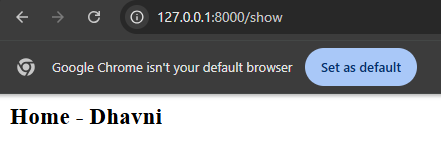 127.0.0.1:8000/show
Google Chrome isn't your default browser Set as default
Home - Dhavni